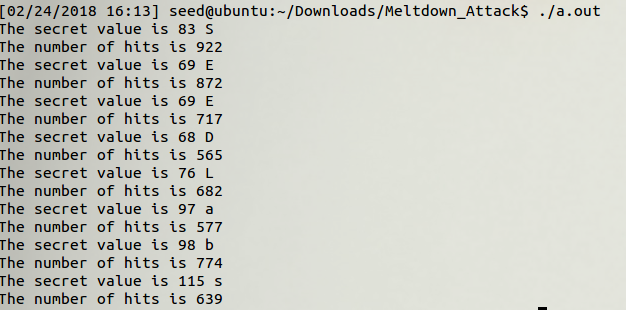 [02/24/2018 16:13] seed@ubuntu:~/Downloads/Meltdown_Attack$ ./a.out
The secret value is 83 S
The number of hits is 922
The secret value is 69 E
The number of hits is 872
The secret value is 69 E
The number of hits is 717
The secret value is 68 D
The number of hits is 565
The secret value is 76 L
The number of hits is 682
The secret value is 97 a
The number of hits is 577
The secret value is 98 b
The number of hits is 774
The secret value is 115 s
The number of hits is 639